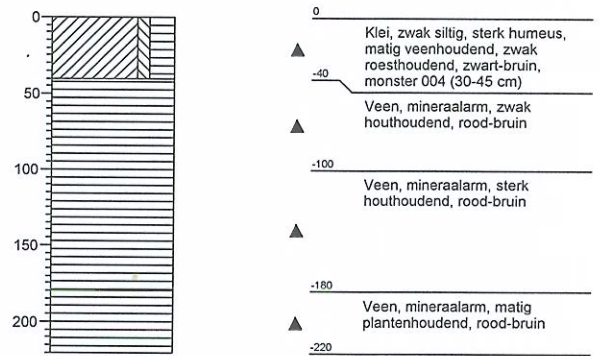 0
50
100
150
200
0
Klei, zwak siltig, sterk humeus,
matig veenhoudend, zwak
roesthoudend, zwart-bruin,
monster 004 (30-45 cm)
-40
Veen, mineraalarm, zwak
houthoudend, rood-bruin
-100
Veen, mineraalarm, sterk
houthoudend, rood-bruin
-180
Veen, mineraalarm, matig
plantenhoudend, rood-bruin
-220